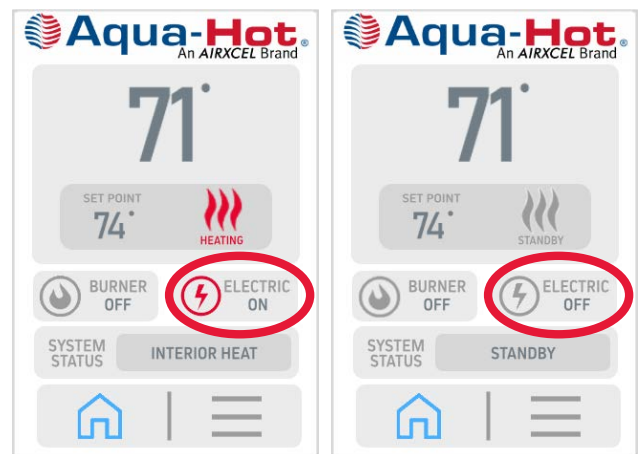 Aqua-Hot®
An AIRXCEL Brand
71°
SET POINT
74°
HEATING
BURNER
OFF
ELECTRIC
ON
SYSTEM
STATUS
INTERIOR HEAT
Aqua-Hot®
An AIRXCEL Brand
71°
SET POINT
74°
STANDBY
BURNER
OFF
ELECTRIC
OFF
SYSTEM
STATUS
STANDBY